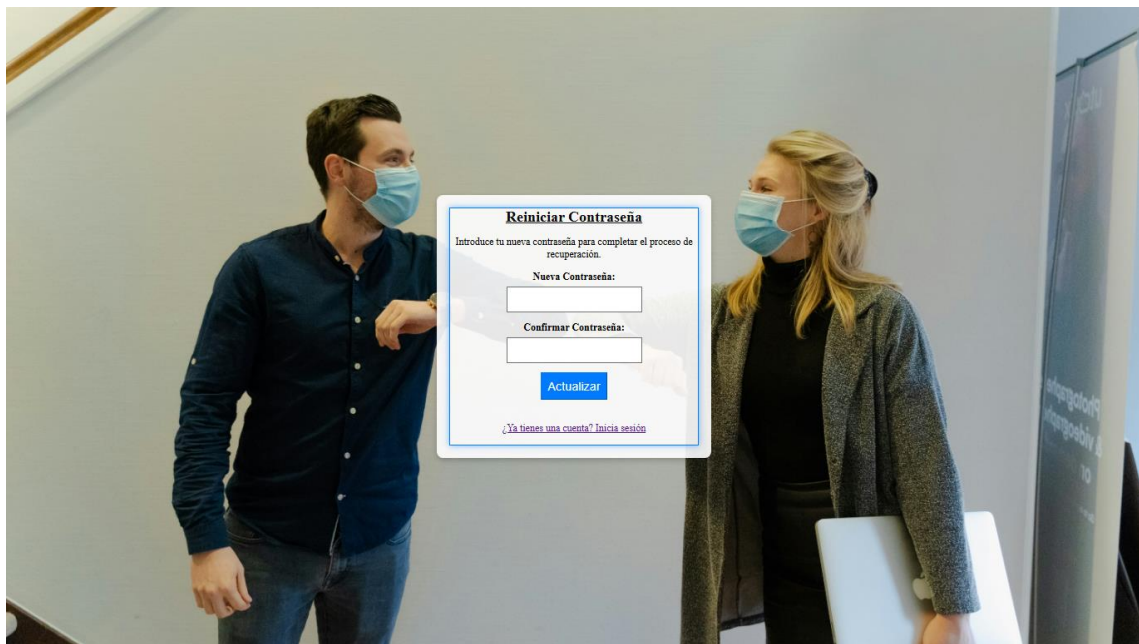 Reiniciar Contraseña
Introduce tu nueva contraseña para completar el proceso de
recuperación.
Nueva Contraseña:
Confirmar Contraseña:
Actualizar
¿Ya tienes una cuenta? Inicia sesión